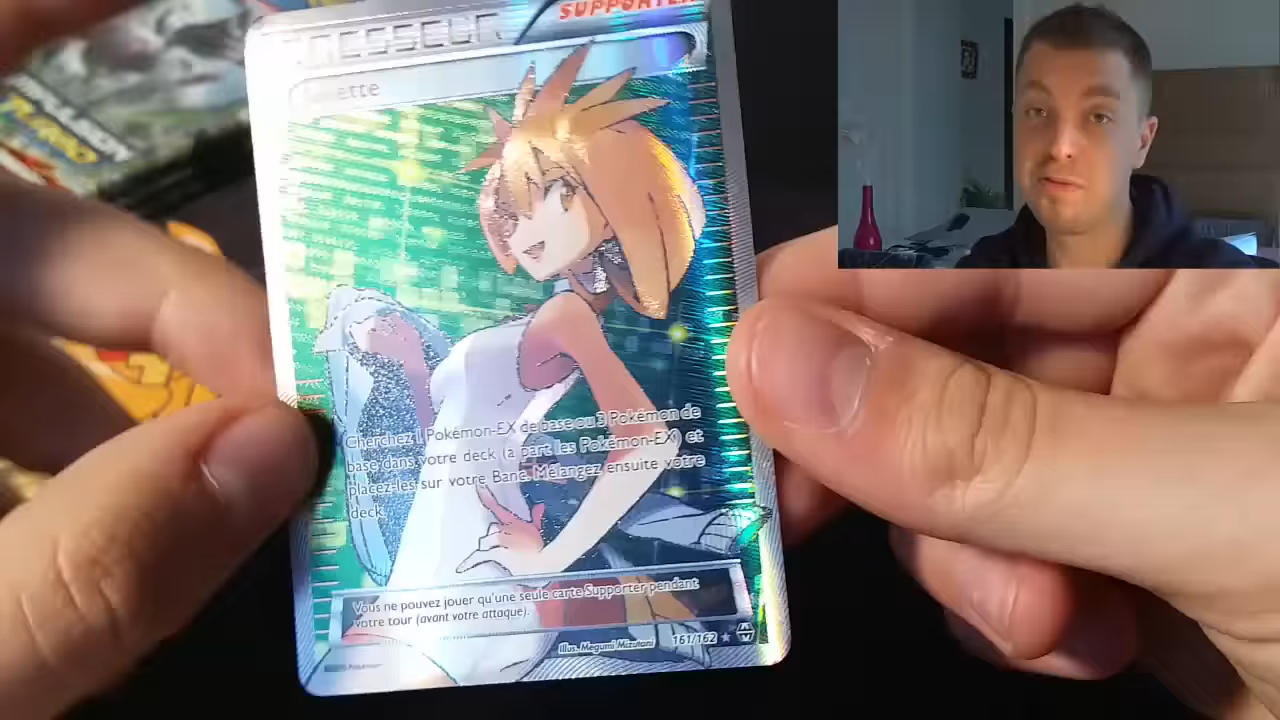 SUPPORTER
Cherchez 1 Pokémon-EX de base ou 3 Pokémon de
base dans votre deck (à part les Pokémon-EX) et
placez-les sur votre Banc. Mélangez ensuite votre
deck.
Vous ne pouvez jouer qu'une seule carte Supporter pendant
votre tour (avant votre attaque).
Illus. Megumi Mizutani 161/162